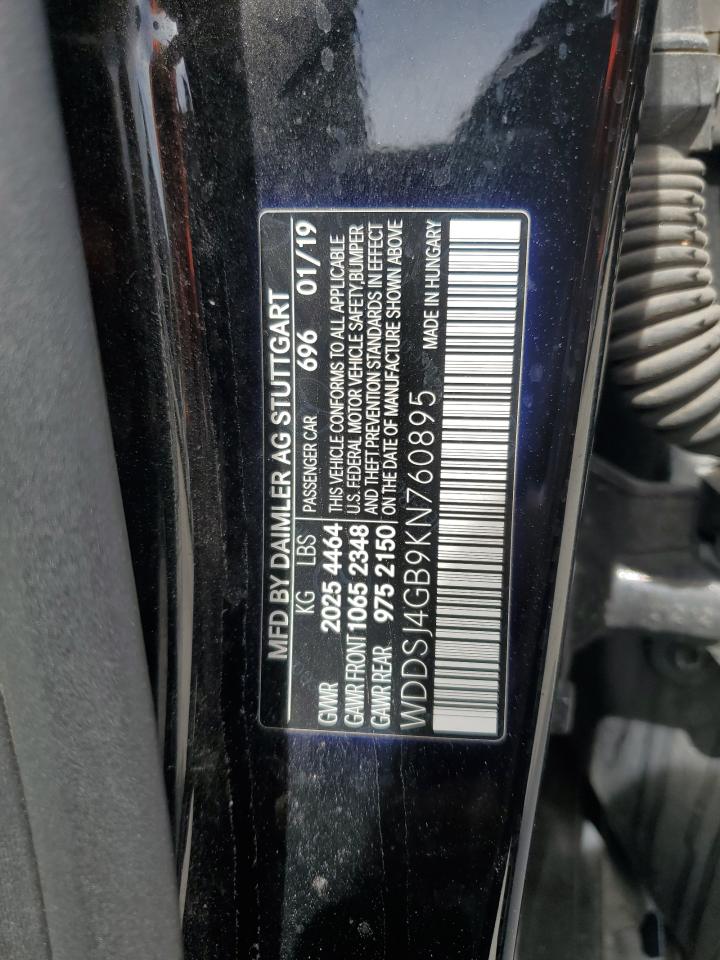 MFD BY DAIMLER AG STUTTGART
KG LBS PASSENGER CAR 696 01/19
GVWR 2025 4464
GAWR FRONT 1065 2348
GAWR REAR 975 2150
THIS VEHICLE CONFORMS TO ALL APPLICABLE
U.S. FEDERAL MOTOR VEHICLE SAFETY, BUMPER
AND THEFT PREVENTION STANDARDS IN EFFECT
ON THE DATE OF MANUFACTURE SHOWN ABOVE
WDDSJ4GB9KN760895 MADE IN HUNGARY